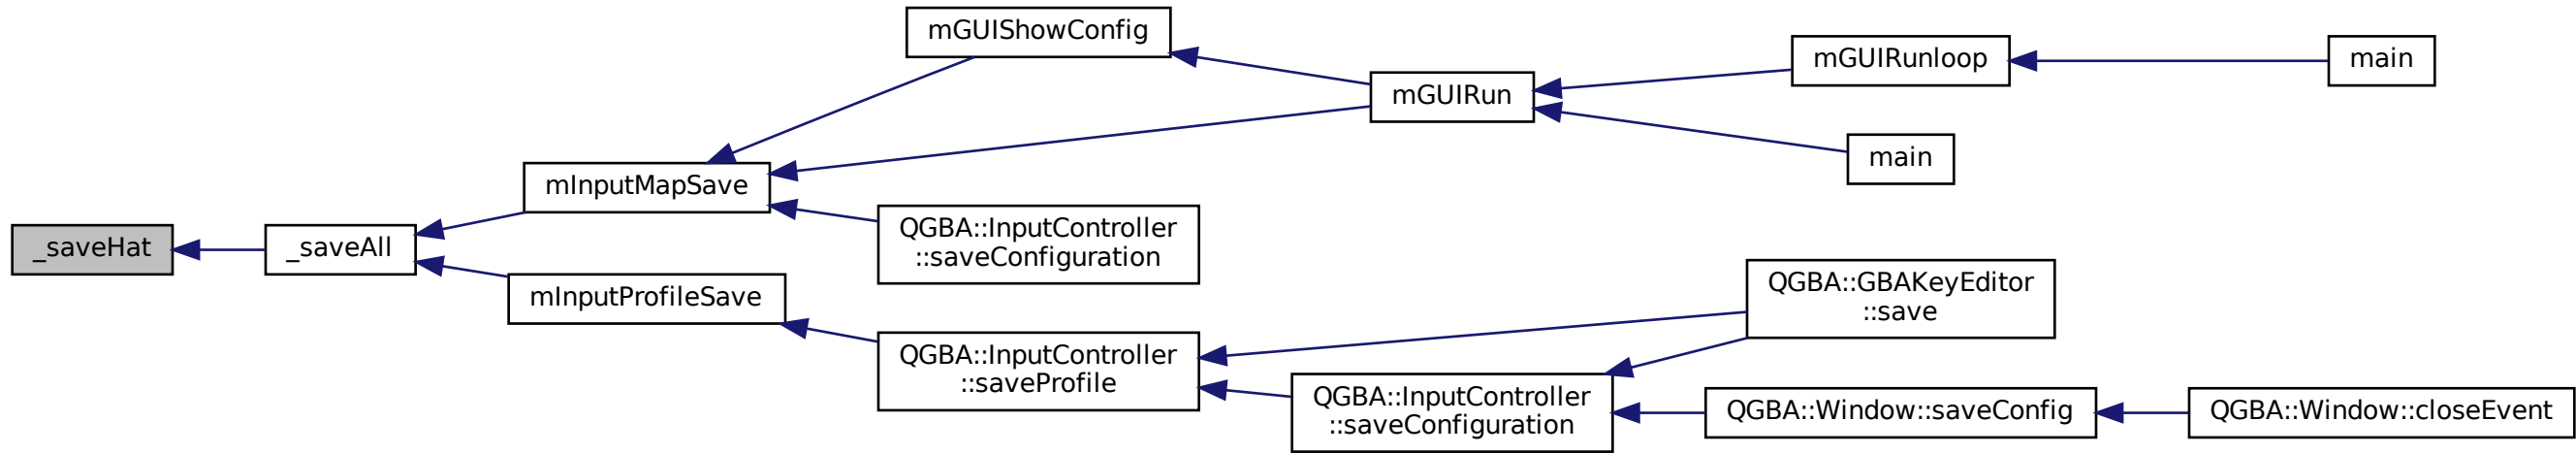 mGUIShowConfig
mGUIRunloop
main
mGUIRun
main
mInputMapSave
QGBA::InputController
::saveConfiguration
_saveHat
_saveAll
mInputProfileSave
QGBA::GBAKeyEditor
::save
QGBA::InputController
::saveProfile
QGBA::InputController
::saveConfiguration
QGBA::Window::saveConfig
QGBA::Window::closeEvent